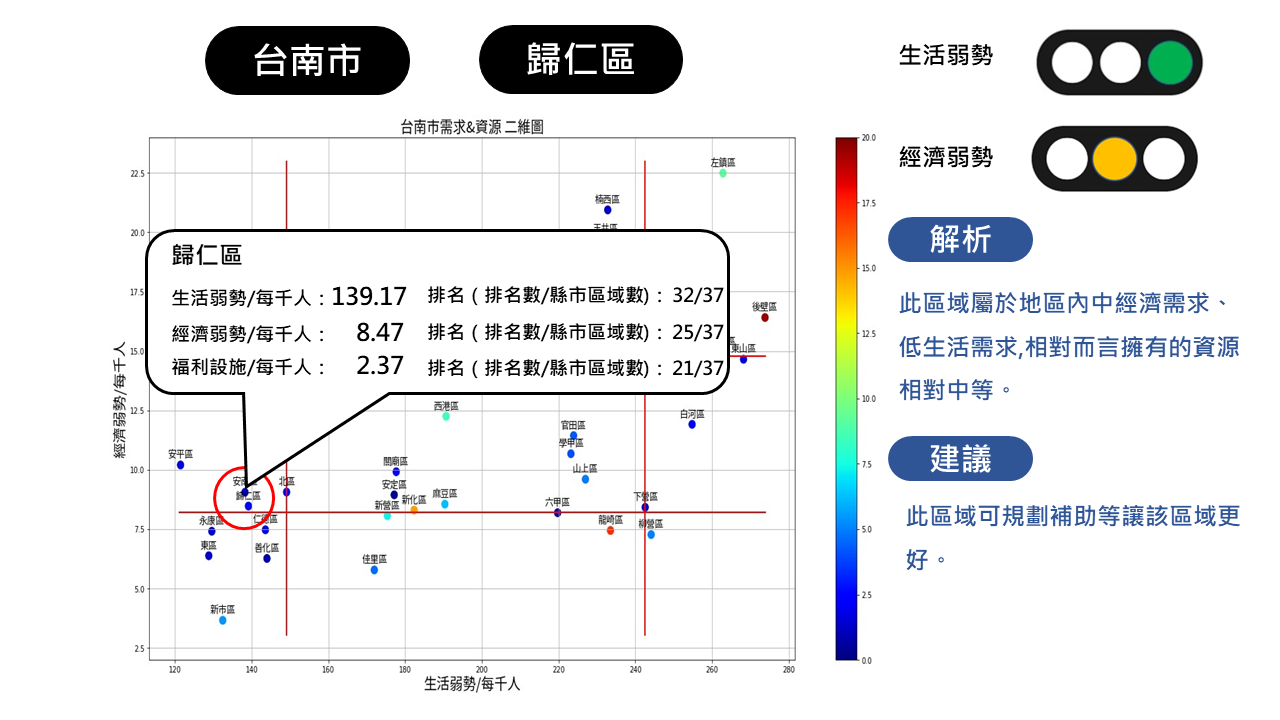 台南市
歸仁區
生活弱勢
經濟弱勢
台南市需求&資源 二維圖
左鎮區
楠西區
玉井區
後壁區
東山區
歸仁區
生活弱勢/每千人：139.17 排名（排名數/縣市區域數)： 32/37
經濟弱勢/每千人： 8.47 排名（排名數/縣市區域數)： 25/37
福利設施/每千人： 2.37 排名（排名數/縣市區域數)： 21/37
西港區
白河區
官田區
學甲區
安平區
關廟區
山上區
安南區
北區
安定區
歸仁區
麻豆區
新化區
新營區
六甲區
下營區
仁德區
永康區
龍崎區
柳營區
東區
善化區
佳里區
新市區
22.5
20.0
17.5
15.0
12.5
10.0
7.5
5.0
2.5
經濟弱勢/每千人
120 140 160 180 200 220 240 260 280
生活弱勢/每千人
20.0
17.5
15.0
12.5
10.0
7.5
5.0
2.5
0.0
解析
此區域屬於地區內中經濟需求、
低生活需求,相對而言擁有的資源
相對中等。
建議
此區域可規劃補助等讓該區域更
好。